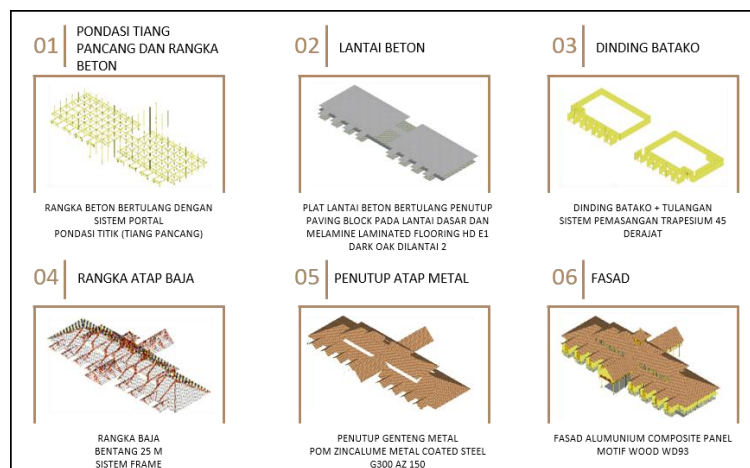 01
PONDASI TIANG
PANCANG DAN RANGKA
BETON
RANGKA BETON BERTULANG DENGAN
SISTEM PORTAL
PONDASI TITIK (TIANG PANCANG)
02
LANTAI BETON
PLAT LANTAI BETON BERTULANG PENUTUP
PAVING BLOCK PADA LANTAI DASAR DAN
MELAMINE LAMINATED FLOORING HD E1
DARK OAK DILANTAI 2
03
DINDING BATAKO
DINDING BATAKO + TULANGAN
SISTEM PEMASANGAN TRAPESIUM 45
DERAJAT
04
RANGKA ATAP BAJA
RANGKA BAJA
BENTANG 25 M
SISTEM FRAME
05
PENUTUP ATAP METAL
PENUTUP GENTENG METAL
POM ZINCALUME METAL COATED STEEL
G300 AZ 150
06
FASAD
FASAD ALUMUNIUM COMPOSITE PANEL
MOTIF WOOD WD93